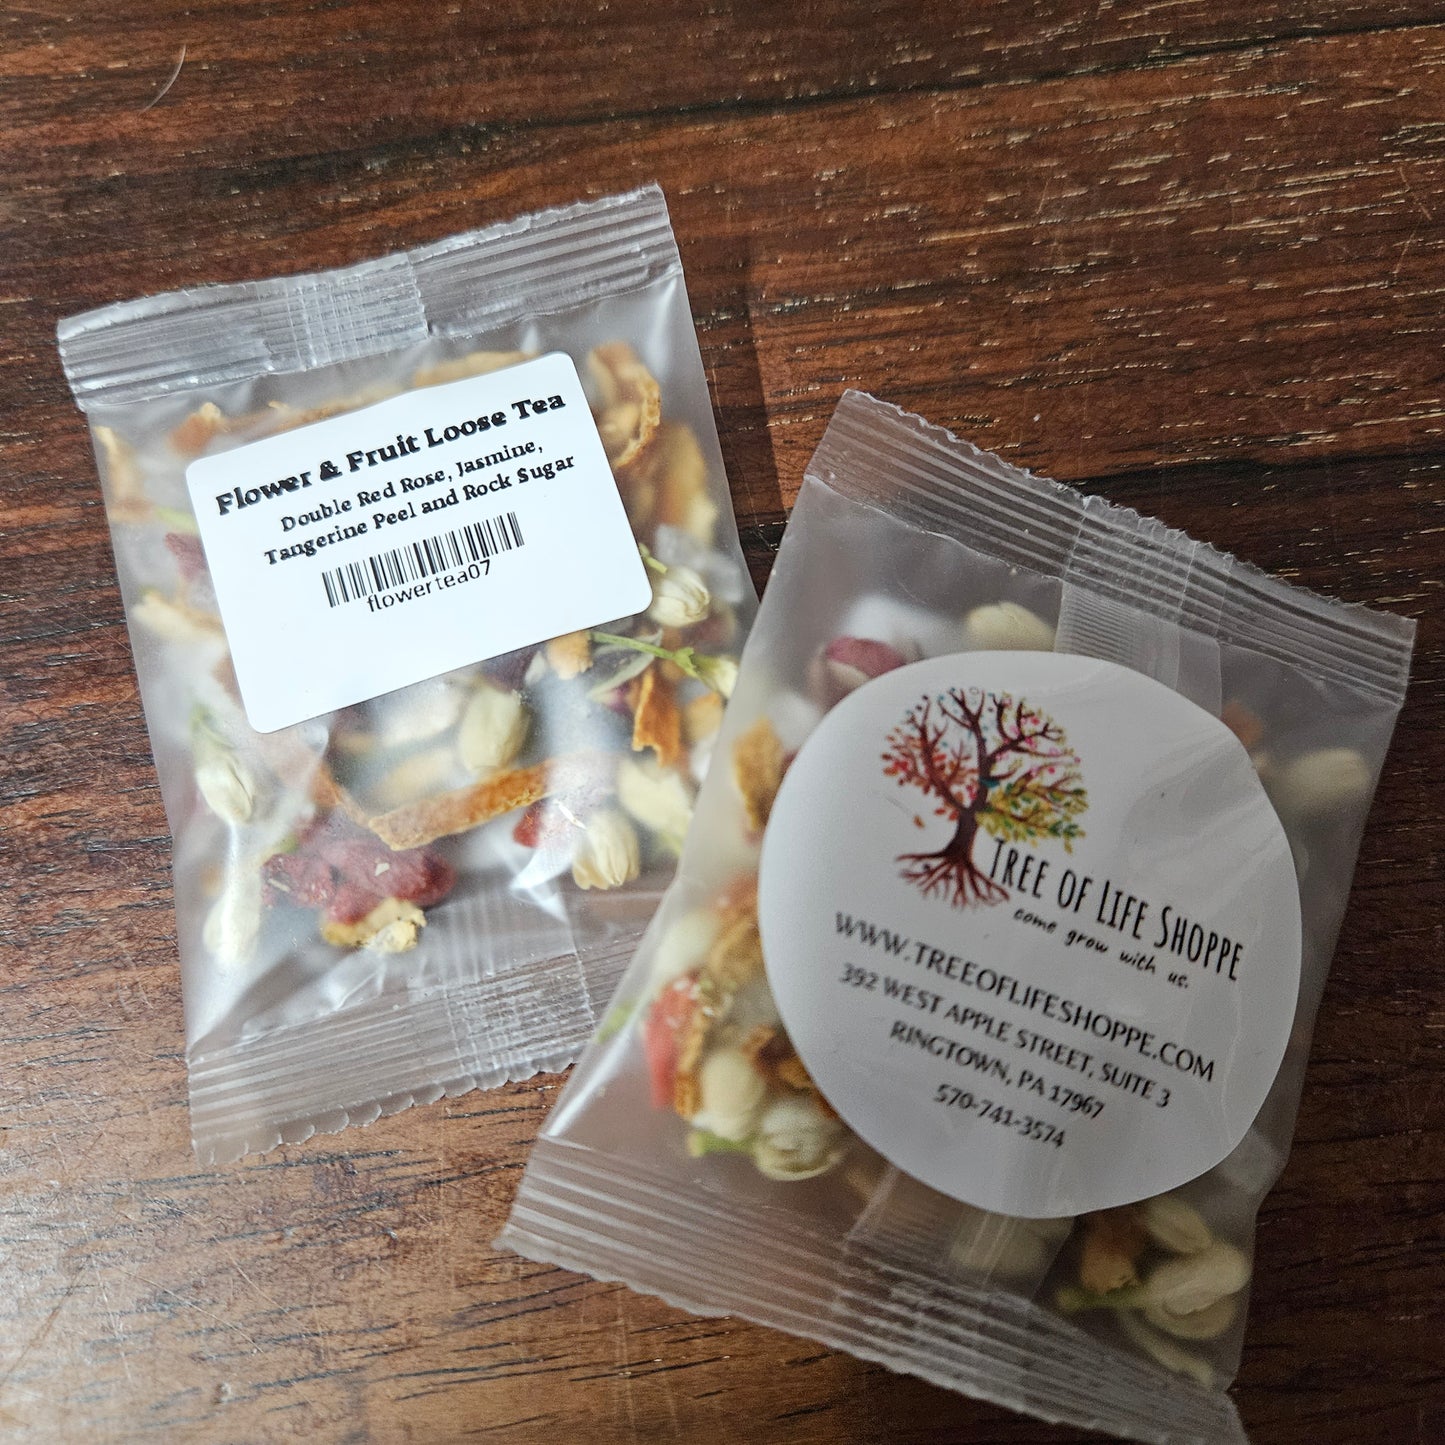 Flower & Fruit Loose Tea
Double Red Rose, Jasmine,
Tangerine Peel and Rock Sugar
flowertea07
TREE OF LIFE SHOPPE
come grow with us.
WWW.TREEOFLIFESHOPPE.COM
392 WEST APPLE STREET, SUITE 3
RINGTOWN, PA 17967
570-741-3574